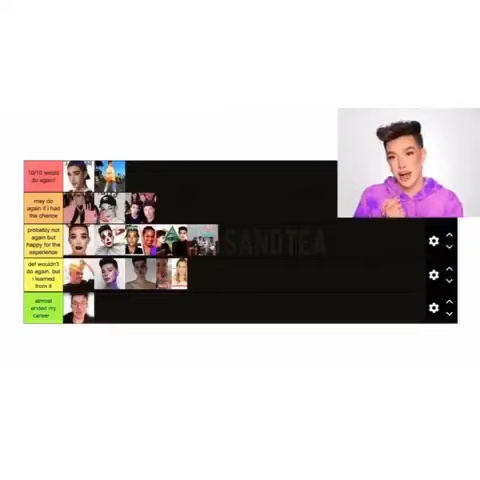 10/10 would
do again!
may do
again if i had
the chance
probably not
again but
happy for the
experience
def wouldn't
do again, but
i learned
from it
almost
ended my
career
SANDTEA